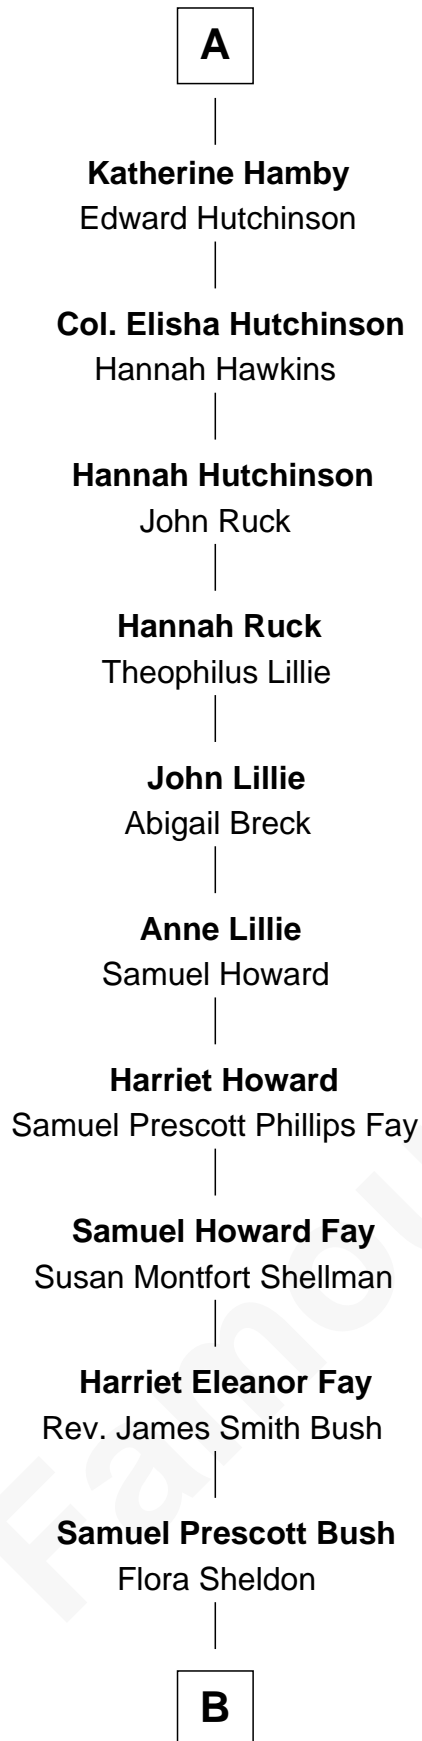 A
Katherine Hamby
Edward Hutchinson
Col. Elisha Hutchinson
Hannah Hawkins
Hannah Hutchinson
John Ruck
Hannah Ruck
Theophilus Lillie
John Lillie
Abigail Breck
Anne Lillie
Samuel Howard
Harriet Howard
Samuel Prescott Phillips Fay
Samuel Howard Fay
Susan Montfort Shellman
Harriet Eleanor Fay
Rev. James Smith Bush
Samuel Prescott Bush
Flora Sheldon
B